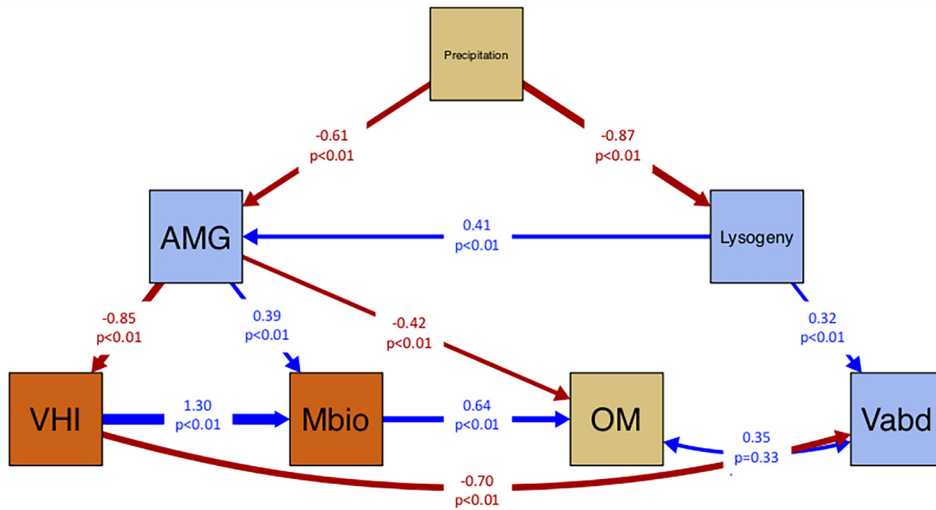 Precipitation
-0.61
p<0.01
-0.87
p<0.01
AMG
0.41
p<0.01
Lysogeny
-0.85
p<0.01
0.39
p<0.01
-0.42
p<0.01
0.32
p<0.01
VHI
1.30
p<0.01
Mbio
0.64
p<0.01
OM
0.35
p=0.33
Vabd
-0.70
p<0.01